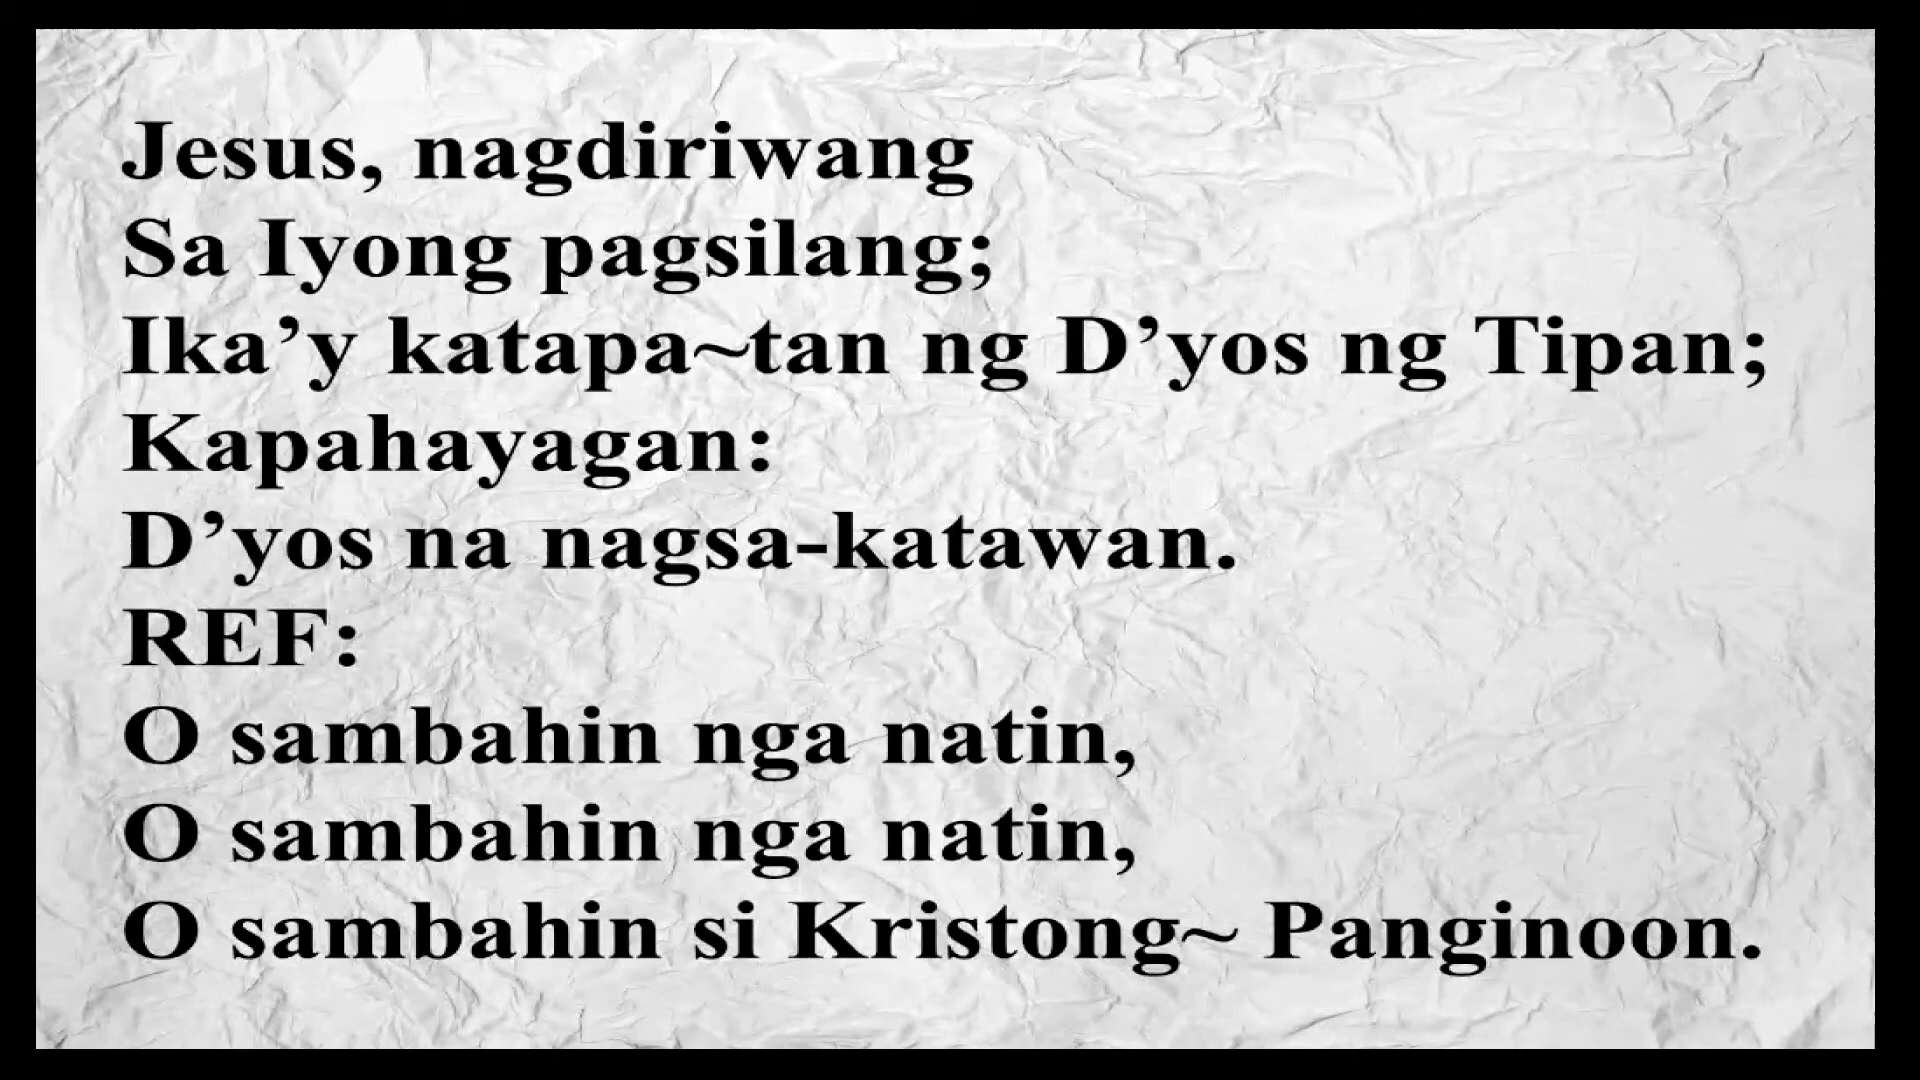 Jesus, nagdiriwang
Sa Iyong pagsilang;
Ika’y katapa~tan ng D’yos ng Tipan;
Kapahayagan:
D’yos na nagsa-katawan.
REF:
O sambahin nga natin,
O sambahin nga natin,
O sambahin si Kristong~ Panginoon.